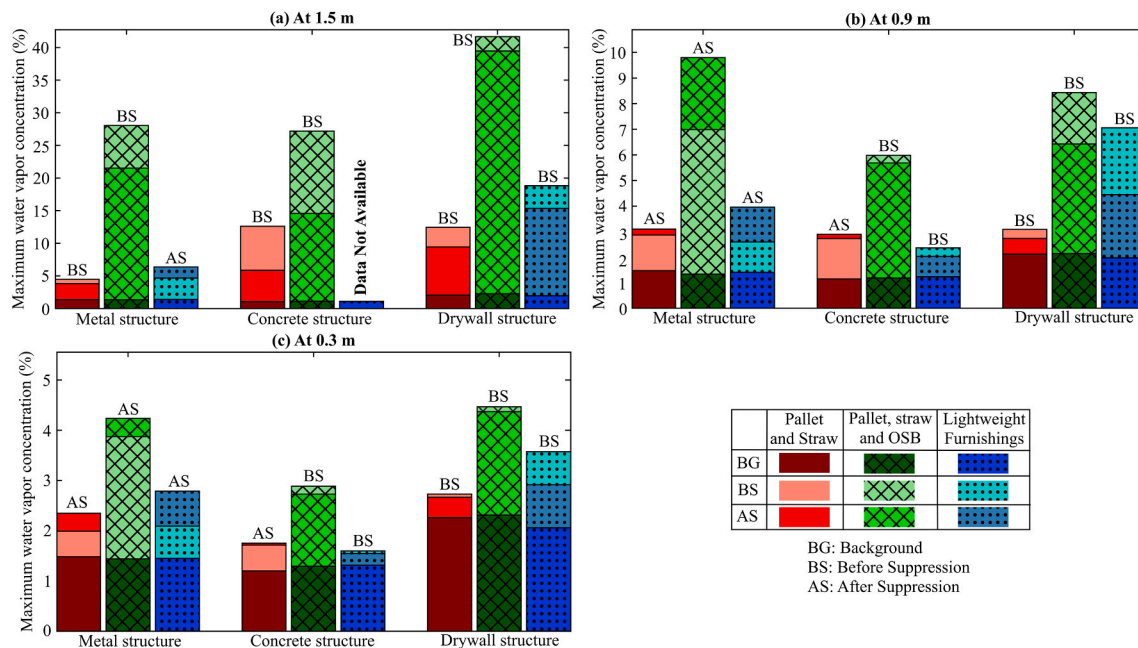 (a) At 1.5 m
Maximum water vapor concentration (%)
40
35
30
25
20
15
10
5
0
BS
BS
AS
BS
BS
Data Not Available
BS
BS
BS
Metal structure
Concrete structure
Drywall structure
(b) At 0.9 m
Maximum water vapor concentration (%)
10
9
8
7
6
5
4
3
2
1
0
AS
AS
AS
AS
BS
BS
BS
BS
BS
Metal structure
Concrete structure
Drywall structure
(c) At 0.3 m
Maximum water vapor concentration (%)
5
4
3
2
1
0
AS
AS
AS
AS
BS
BS
BS
BS
BS
Metal structure
Concrete structure
Drywall structure
Pallet Pallet, straw Lightweight
and Straw and OSB Furnishings
BG
BS
AS
BG: Background
BS: Before Suppression
AS: After Suppression